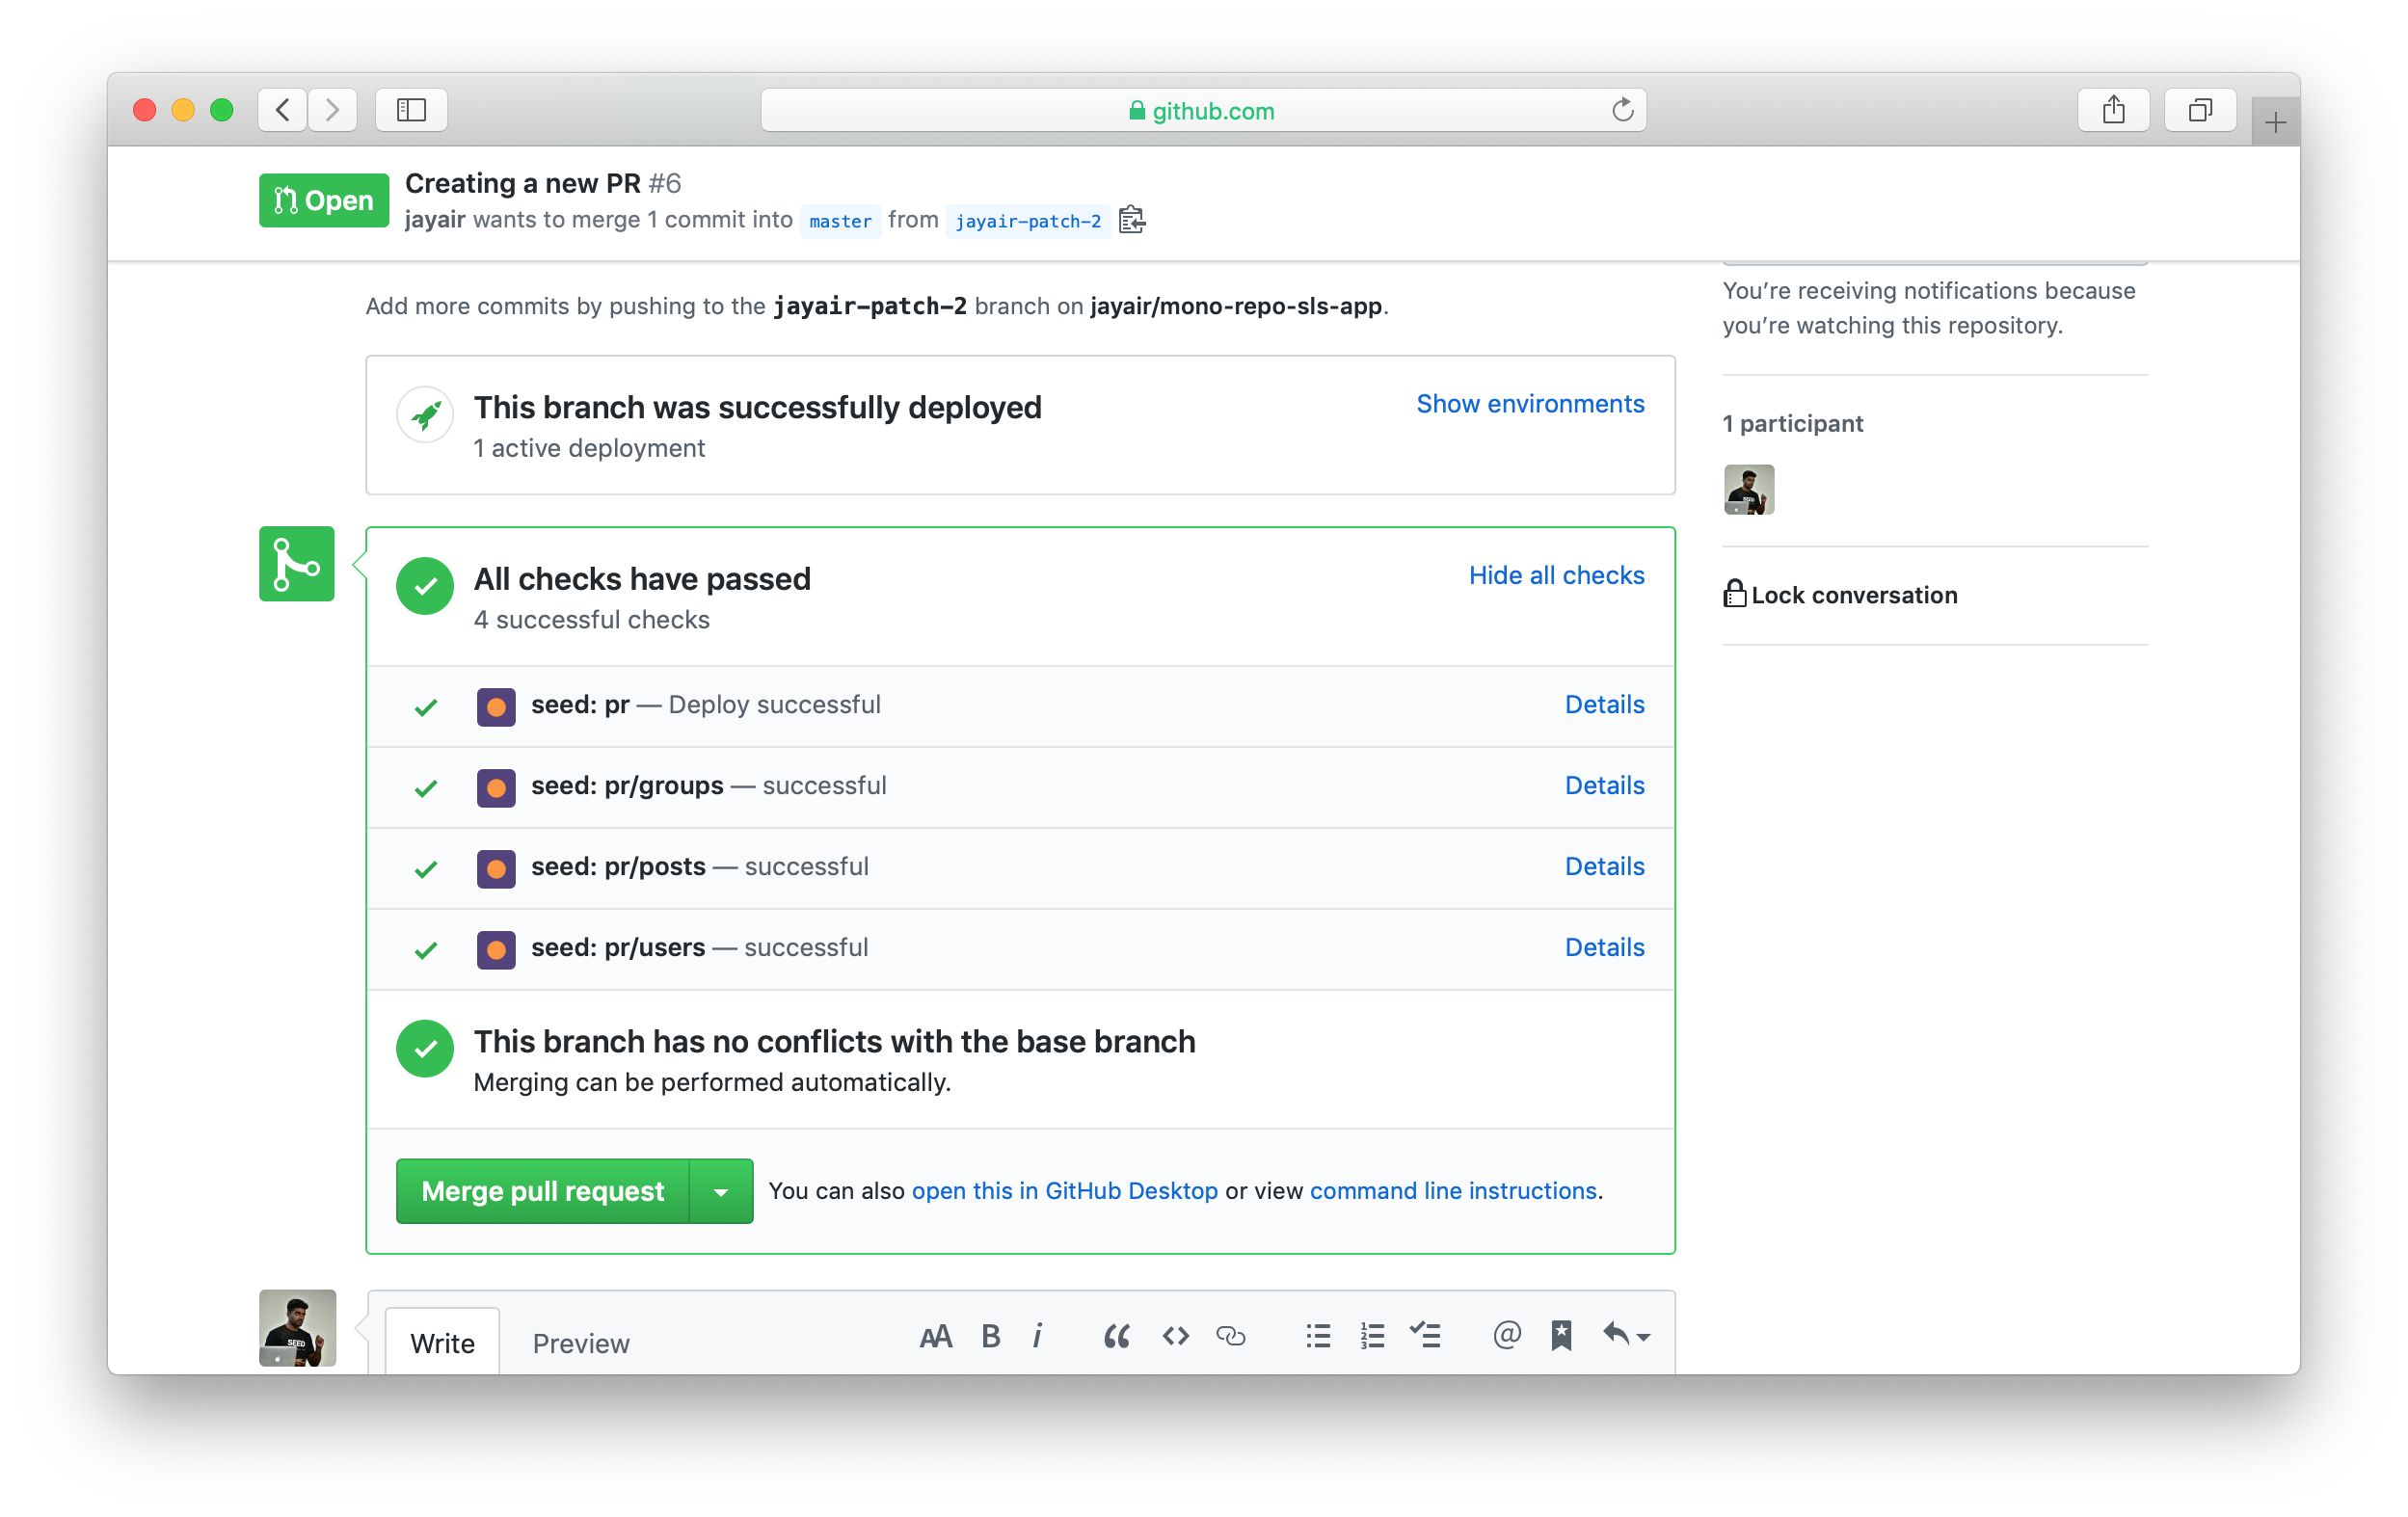 github.com
Open
Creating a new PR #6
jayair wants to merge 1 commit into master from jayair-patch-2
Add more commits by pushing to the jayair-patch-2 branch on jayair/mono-repo-sls-app.
This branch was successfully deployed
Show environments
1 active deployment
All checks have passed
Hide all checks
4 successful checks
seed: pr — Deploy successful
Details
seed: pr/groups — successful
Details
seed: pr/posts — successful
Details
seed: pr/users — successful
Details
This branch has no conflicts with the base branch
Merging can be performed automatically.
Merge pull request
You can also open this in GitHub Desktop or view command line instructions.
SEED
Write
Preview
You’re receiving notifications because
you’re watching this repository.
1 participant
Lock conversation